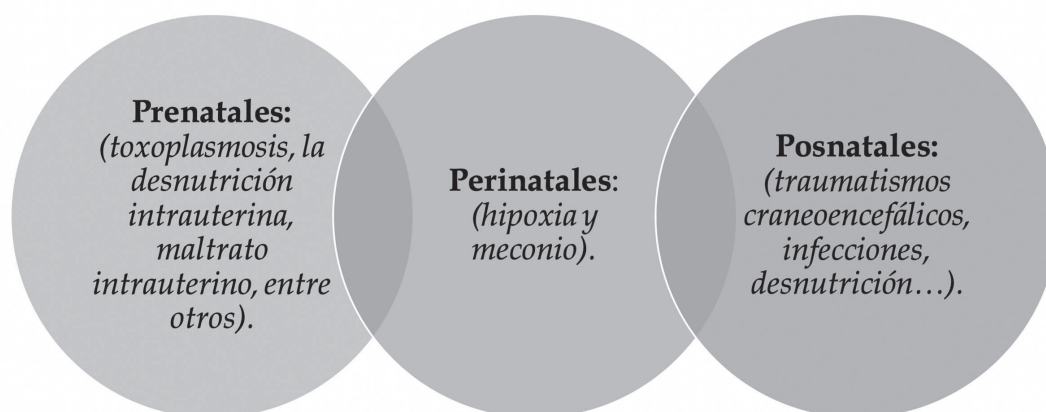 Prenatales:
(toxoplasmosis, la
desnutrición
intrauterina,
maltrato
intrauterino, entre
otros).
Perinatales:
(hipoxia y
meconio).
Posnatales:
(traumatismos
craneoencefálicos,
infecciones,
desnutrición…).